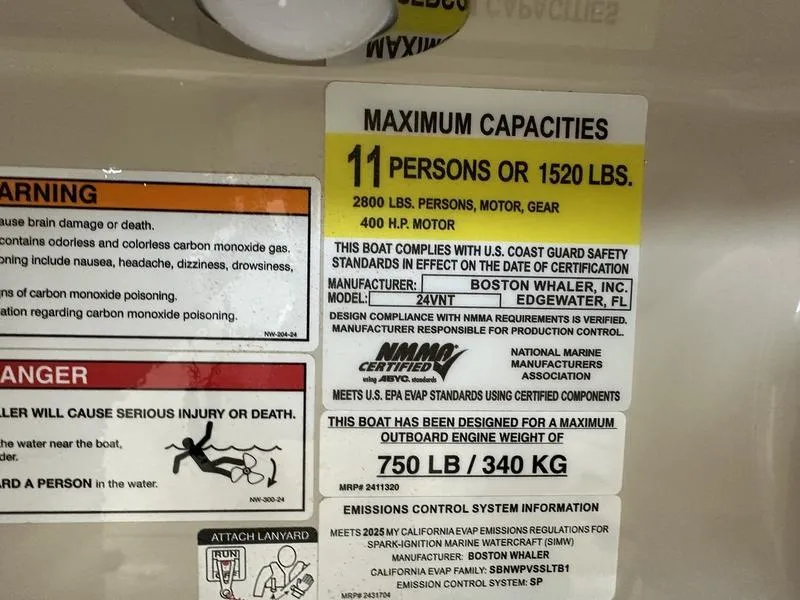 MAXIMUM CAPACITIES
11 PERSONS OR 1520 LBS.
2800 LBS. PERSONS, MOTOR, GEAR
400 H.P. MOTOR
THIS BOAT COMPLIES WITH U.S. COAST GUARD SAFETY
STANDARDS IN EFFECT ON THE DATE OF CERTIFICATION
MANUFACTURER: BOSTON WHALER, INC.
MODEL: 24VNT EDGEWATER, FL
DESIGN COMPLIANCE WITH NMMA REQUIREMENTS IS VERIFIED.
MANUFACTURER RESPONSIBLE FOR PRODUCTION CONTROL.
NMMA
CERTIFIED
using ABYC. standards
NATIONAL MARINE
MANUFACTURERS
ASSOCIATION
MEETS U.S. EPA EVAP STANDARDS USING CERTIFIED COMPONENTS
THIS BOAT HAS BEEN DESIGNED FOR A MAXIMUM
OUTBOARD ENGINE WEIGHT OF
750 LB / 340 KG
MRP# 2411320
EMISSIONS CONTROL SYSTEM INFORMATION
MEETS 2025 MY CALIFORNIA EVAP EMISSIONS REGULATIONS FOR
SPARK-IGNITION MARINE WATERCRAFT (SIMW)
MANUFACTURER: BOSTON WHALER
CALIFORNIA EVAP FAMILY: SBNWPVSSLTB1
EMISSION CONTROL SYSTEM: SP
MRP# 2431704
ARNING
ause brain damage or death.
contains odorless and colorless carbon monoxide gas.
oning include nausea, headache, dizziness, drowsiness,
ns of carbon monoxide poisoning.
ation regarding carbon monoxide poisoning.
NW-204-24
ANGER
LER WILL CAUSE SERIOUS INJURY OR DEATH.
he water near the boat,
der.
RD A PERSON in the water.
NW-300-24
ATTACH LANYARD
RUN